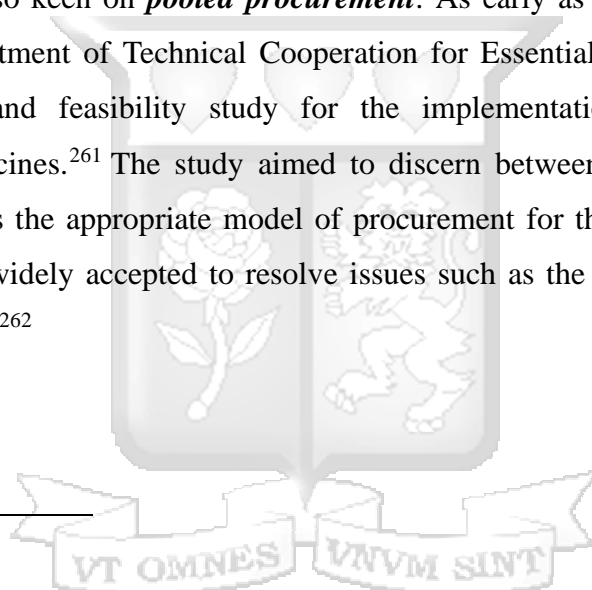 so keen on pooled procurement. As early as
tment of Technical Cooperation for Essential
and feasibility study for the implementati
cines.261 The study aimed to discern between
s the appropriate model of procurement for th
widely accepted to resolve issues such as the
262
VT OMNES VNVM SINT